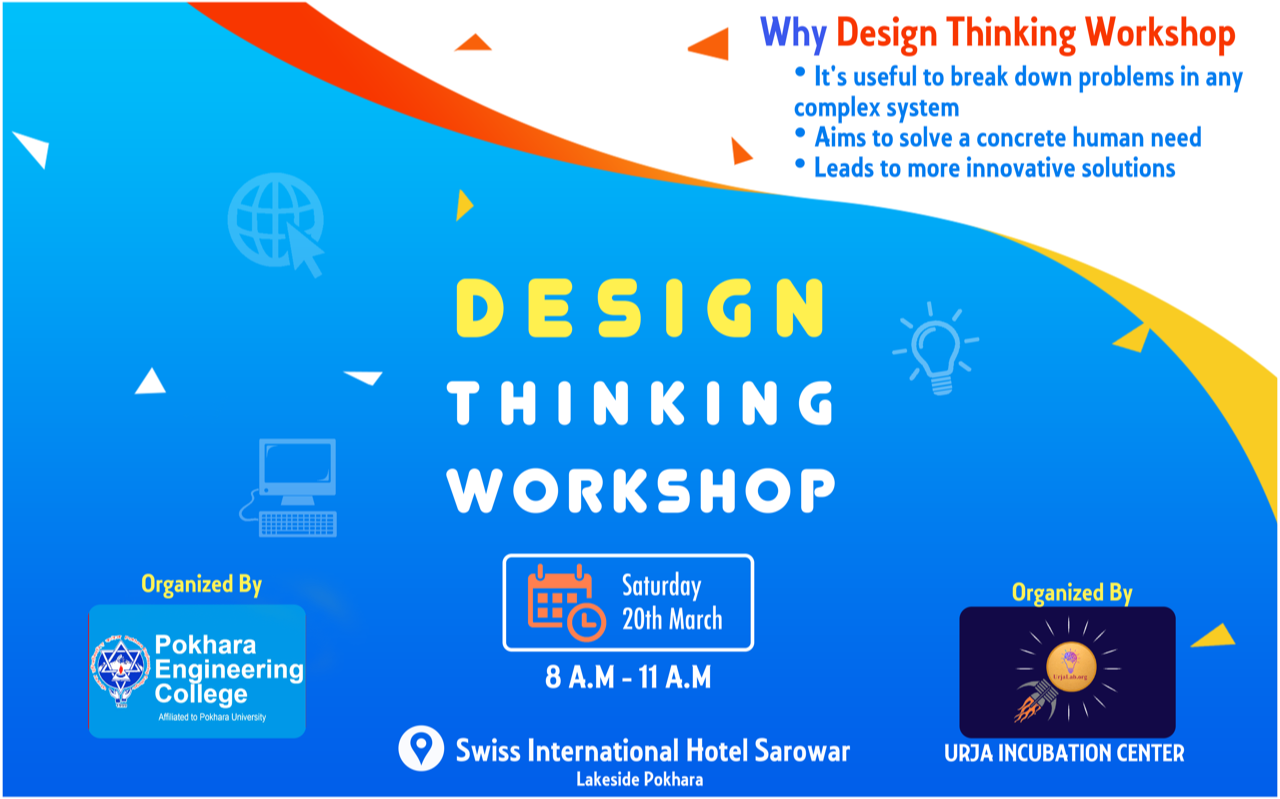 Why Design Thinking Workshop
• It's useful to break down problems in any
complex system
• Aims to solve a concrete human need
• Leads to more innovative solutions
DESIGN
THINKING
WORKSHOP
Saturday
20th March
8 A.M - 11 A.M
Swiss International Hotel Sarowar
Lakeside Pokhara
Organized By
Pokhara
Engineering
College
Affiliated to Pokhara University
Organized By
UrjaLab.org
URJA INCUBATION CENTER